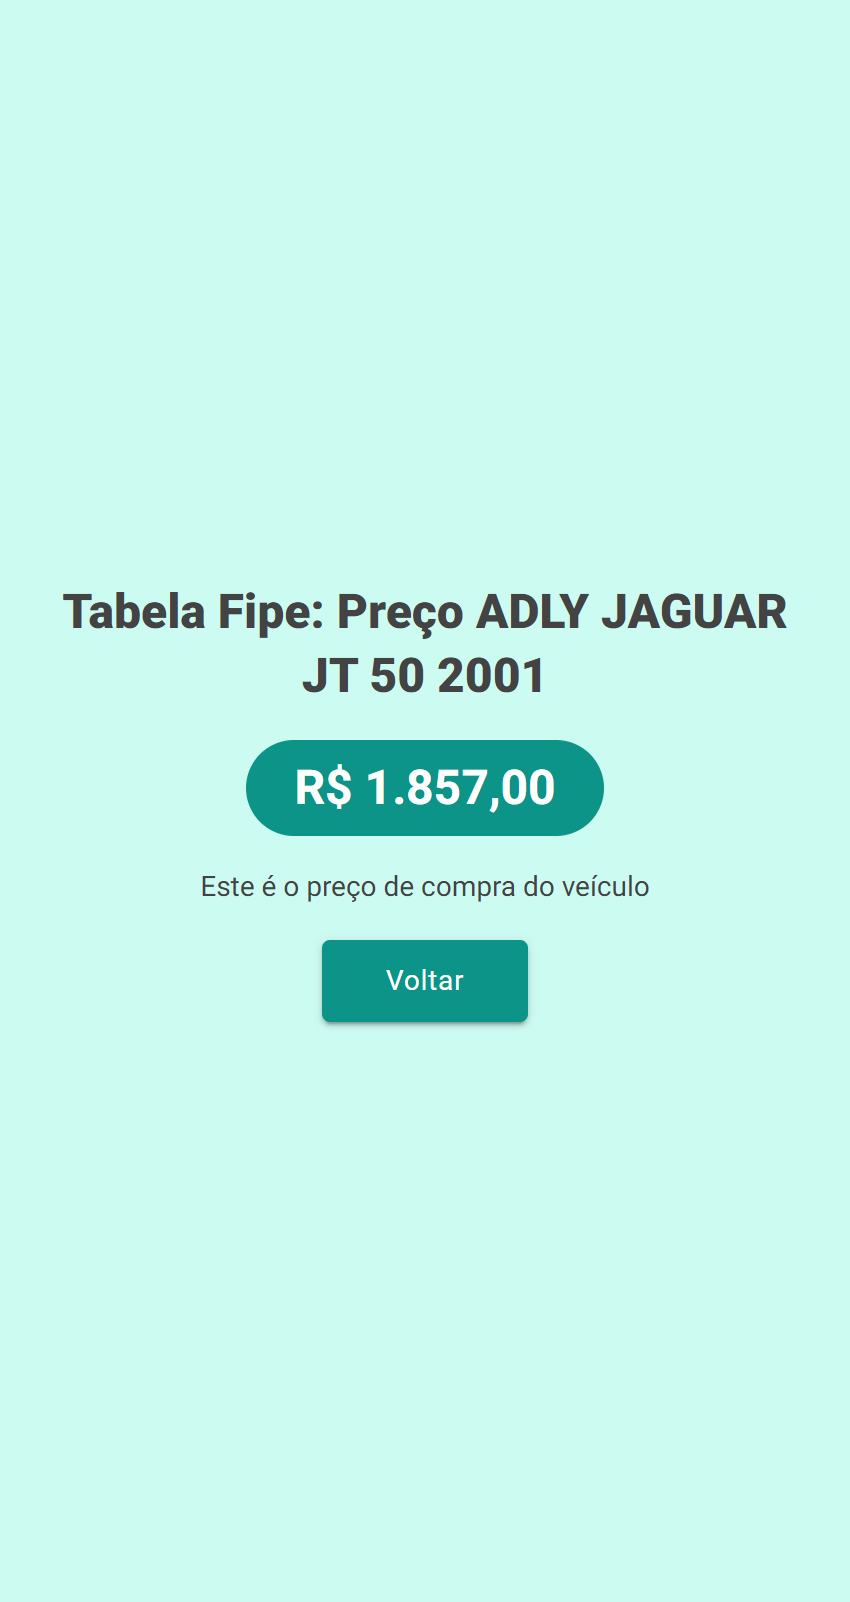 Tabela Fipe: Preço ADLY JAGUAR
JT 50 2001
R$ 1.857,00
Este é o preço de compra do veículo
Voltar